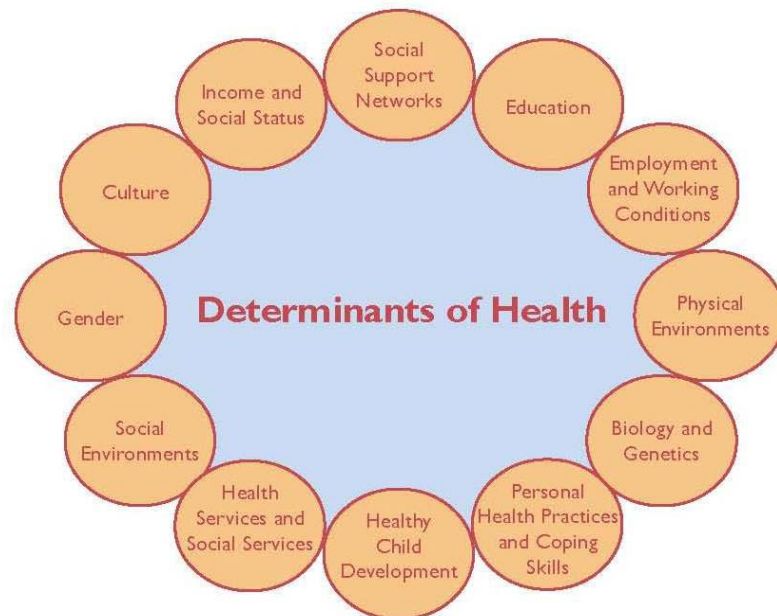 Social
Support
Networks
Education
Employment
and Working
Conditions
Physical
Environments
Biology and
Genetics
Personal
Health Practices
and Coping
Skills
Healthy
Child
Development
Health
Services and
Social Services
Social
Environments
Gender
Culture
Income and
Social Status
Determinants of Health